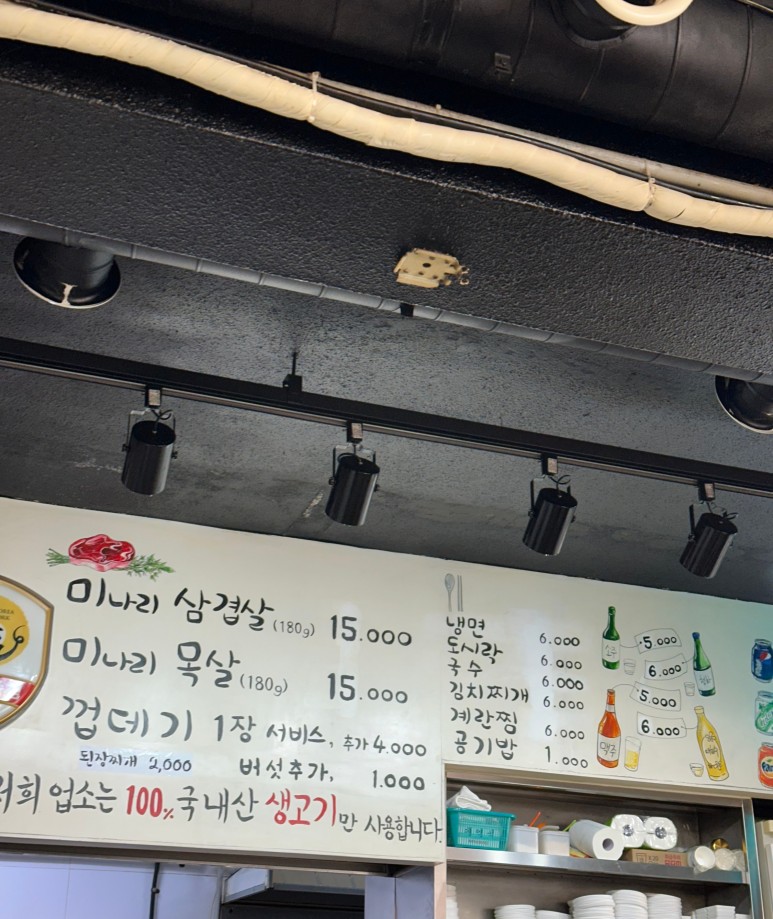 미나리 삼겹살 (180g) 15.000
미나리 목살 (180g) 15.000
껍데기 1장 서비스, 추가 4.000
된장찌개 2,000 버섯추가, 1.000
저희 업소는 100% 국내산 생고기만 사용합니다.
냉면 6.000
도시락 6.000
국수 6.000
김치찌개 6.000
계란찜 6.000
공기밥 1.000
소주 5.000
6.000
맥주 5.000
6.000